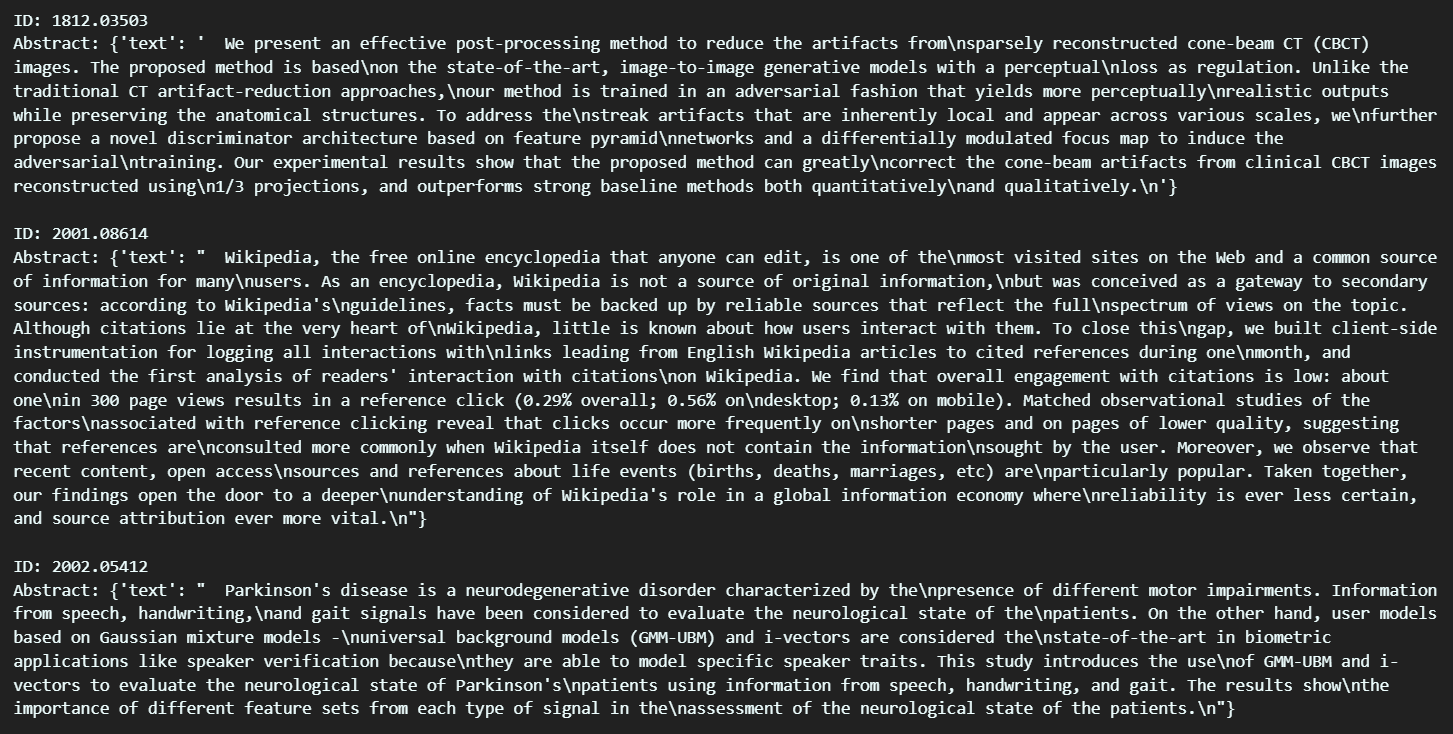 ID: 1812.03503
Abstract: {'text': '  We present an effective post-processing method to reduce the artifacts from\nsparsely reconstructed cone-beam CT (CBCT)
images. The proposed method is based\non the state-of-the-art, image-to-image generative models with a perceptual\nloss as regulation. Unlike the
traditional CT artifact-reduction approaches,\nour method is trained in an adversarial fashion that yields more perceptually\nrealistic outputs
while preserving the anatomical structures. To address the\nstreak artifacts that are inherently local and appear across various scales, we\nfurther
propose a novel discriminator architecture based on feature pyramid\nnetworks and a differentially modulated focus map to induce the
adversarial\ntraining. Our experimental results show that the proposed method can greatly\ncorrect the cone-beam artifacts from clinical CBCT images
reconstructed using\n1/3 projections, and outperforms strong baseline methods both quantitatively\nand qualitatively.\n'}

ID: 2001.08614
Abstract: {'text': "  Wikipedia, the free online encyclopedia that anyone can edit, is one of the\nmost visited sites on the Web and a common source
of information for many\nusers. As an encyclopedia, Wikipedia is not a source of original information,\nbut was conceived as a gateway to secondary
sources: according to Wikipedia's\nguidelines, facts must be backed up by reliable sources that reflect the full\nspectrum of views on the topic.
Although citations lie at the very heart of\nWikipedia, little is known about how users interact with them. To close this\ngap, we built client-side
instrumentation for logging all interactions with\nlinks leading from English Wikipedia articles to cited references during one\nmonth, and
conducted the first analysis of readers' interaction with citations\non Wikipedia. We find that overall engagement with citations is low: about
one\nin 300 page views results in a reference click (0.29% overall; 0.56% on\ndesktop; 0.13% on mobile). Matched observational studies of the
factors\nassociated with reference clicking reveal that clicks occur more frequently on\nshorter pages and on pages of lower quality, suggesting
that references are\nconsulted more commonly when Wikipedia itself does not contain the information\nsought by the user. Moreover, we observe that
recent content, open access\nsources and references about life events (births, deaths, marriages, etc) are\nparticularly popular. Taken together,
our findings open the door to a deeper\nunderstanding of Wikipedia's role in a global information economy where\nreliability is ever less certain,
and source attribution ever more vital.\n"}

ID: 2002.05412
Abstract: {'text': "  Parkinson's disease is a neurodegenerative disorder characterized by the\npresence of different motor impairments. Information
from speech, handwriting,\nand gait signals have been considered to evaluate the neurological state of the\npatients. On the other hand, user models
based on Gaussian mixture models -\nuniversal background models (GMM-UBM) and i-vectors are considered the\nstate-of-the-art in biometric
applications like speaker verification because\nthey are able to model specific speaker traits. This study introduces the use\nof GMM-UBM and i-
vectors to evaluate the neurological state of Parkinson's\npatients using information from speech, handwriting, and gait. The results show\nthe
importance of different feature sets from each type of signal in the\nassessment of the neurological state of the patients.\n"}